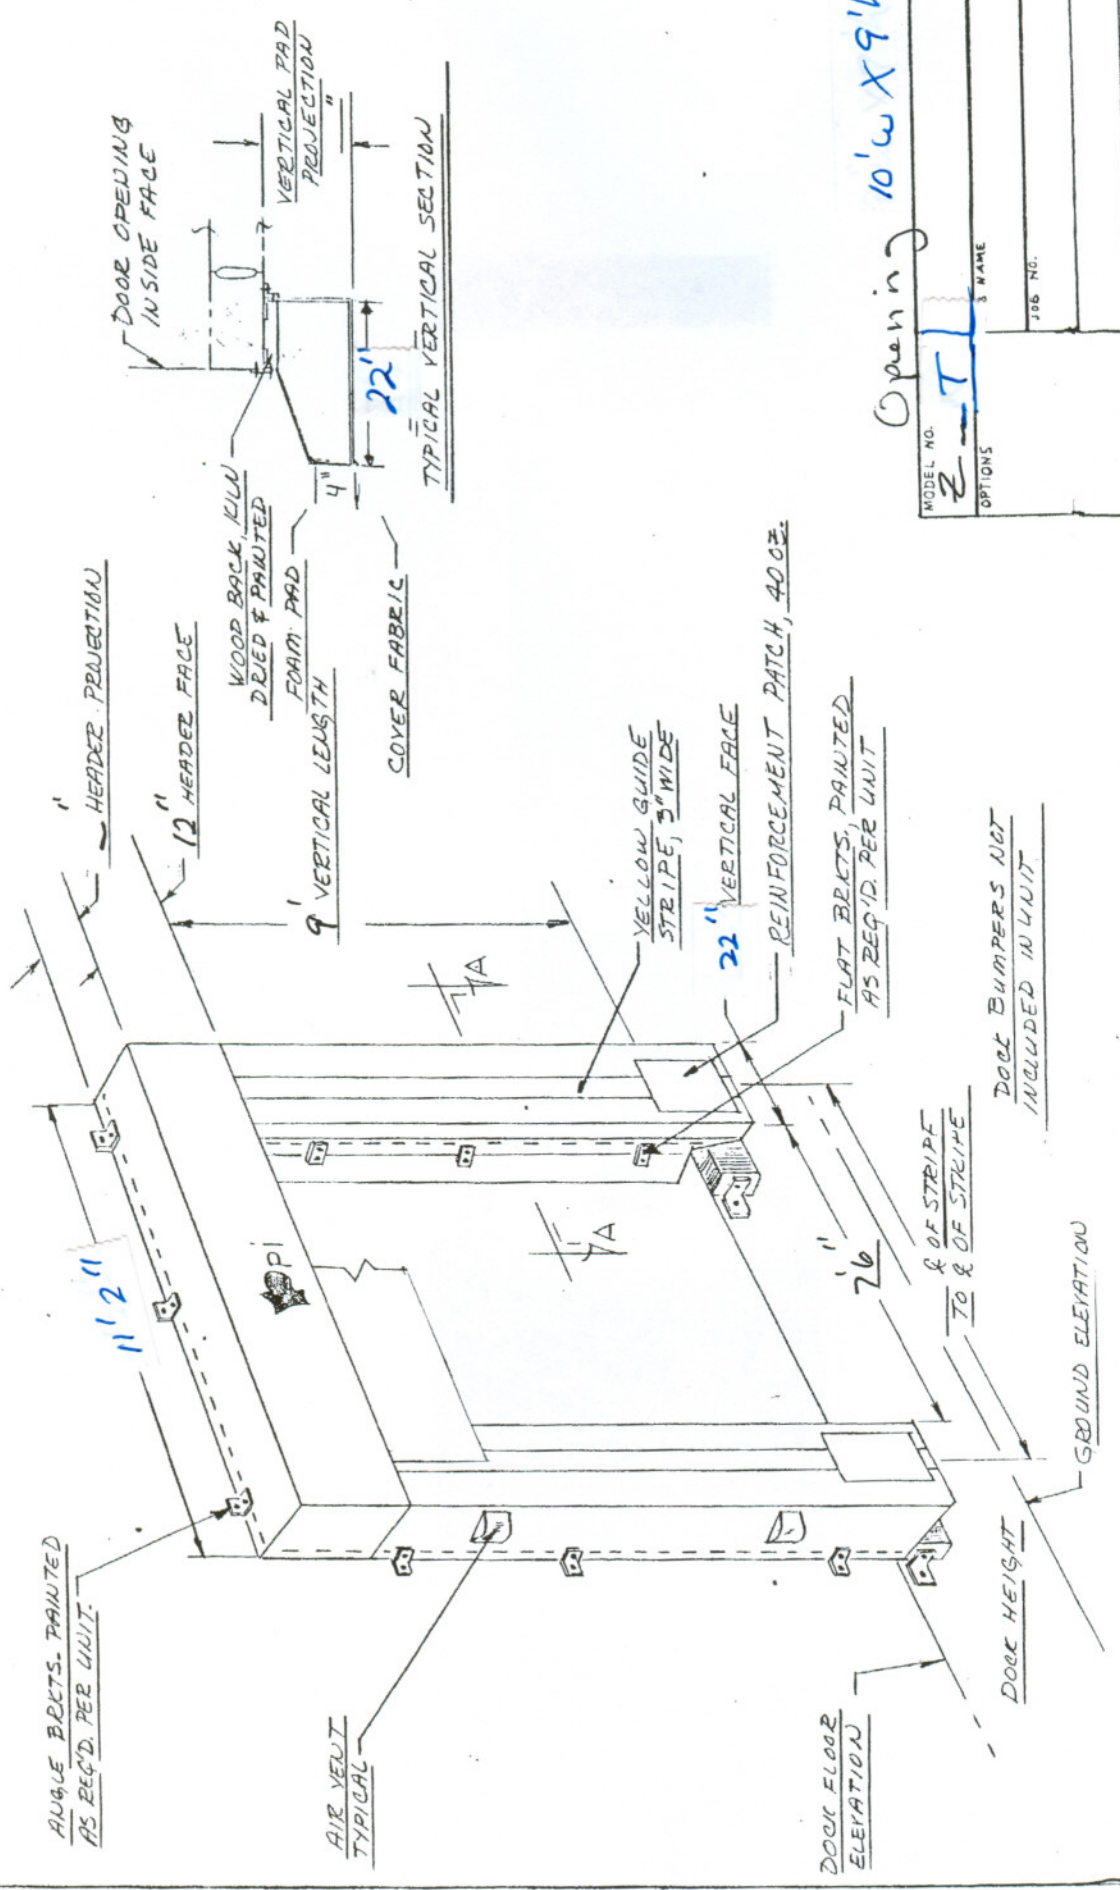 ANGLE BRKTS. PAINTED
AS REQ'D. PER UNIT.
11' 2"
HEADER PROJECTION
12" HEADER FACE
9' VERTICAL LENGTH
DOOR OPENING
INSIDE FACE
WOOD BACK, KILN
DRIED & PAINTED
FOAM PAD
COVER FABRIC
4"
22"
VERTICAL PAD
PROJECTION
"
TYPICAL VERTICAL SECTION
AIR VENT
TYPICAL
pi
A
A
YELLOW GUIDE
STRIPE, 3" WIDE
22" VERTICAL FACE
REINFORCEMENT PATCH, 40 OZ.
FLAT BRKTS. PAINTED
AS REQ'D. PER UNIT
7'6"
℄ OF STRIPE
TO ℄ OF STRIPE
DOCK BUMPERS NOT
INCLUDED IN UNIT
DOCK FLOOR
ELEVATION
DOCK HEIGHT
GROUND ELEVATION
Opening 10'w X 9'
MODEL NO.
Z - T
OPTIONS
S NAME
JOB NO.